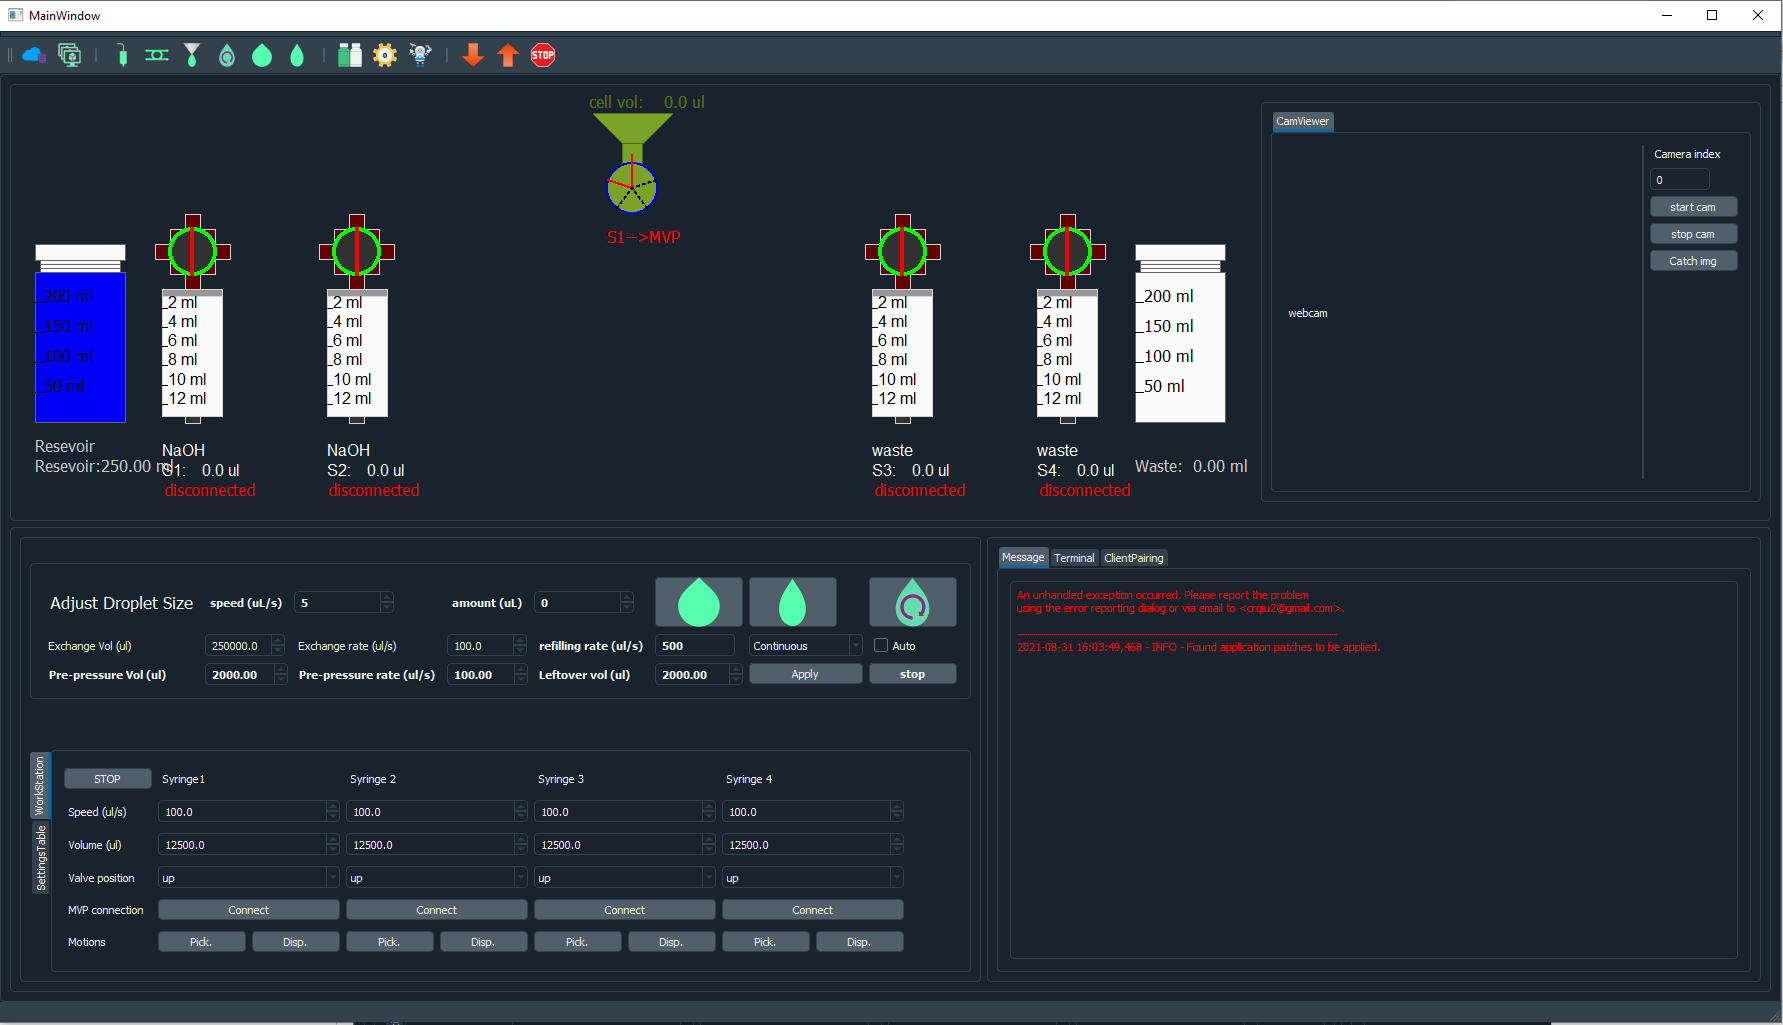 MainWindow
STOP
cell vol: 0.0 ul
S1-->MVP
200 ml
150 ml
100 ml
50 ml
Resevoir
Resevoir:250.00 ml
2 ml
4 ml
6 ml
8 ml
10 ml
12 ml
NaOH
S1: 0.0 ul
disconnected
2 ml
4 ml
6 ml
8 ml
10 ml
12 ml
NaOH
S2: 0.0 ul
disconnected
2 ml
4 ml
6 ml
8 ml
10 ml
12 ml
waste
S3: 0.0 ul
disconnected
2 ml
4 ml
6 ml
8 ml
10 ml
12 ml
waste
S4: 0.0 ul
disconnected
200 ml
150 ml
100 ml
50 ml
Waste: 0.00 ml
CamViewer
webcam
Camera index
0
start cam
stop cam
Catch img
Adjust Droplet Size speed (uL/s) 5 amount (uL) 0
Exchange Vol (ul) 250000.0 Exchange rate (ul/s) 100.0 refilling rate (ul/s) 500 Continuous Auto
Pre-pressure Vol (ul) 2000.00 Pre-pressure rate (ul/s) 100.00 Leftover vol (ul) 2000.00 Apply stop
WorkStation
SettingsTable
STOP Syringe1 Syringe 2 Syringe 3 Syringe 4
Speed (ul/s) 100.0 100.0 100.0 100.0
Volume (ul) 12500.0 12500.0 12500.0 12500.0
Valve position up up up up
MVP connection Connect Connect Connect Connect
Motions Pick. Disp. Pick. Disp. Pick. Disp. Pick. Disp.
Message Terminal ClientPairing
An unhandled exception occurred. Please report the problem
using the error reporting dialog or via email to <crqiu2@gmail.com>.
--------------------------------------------------------------------------------
2021-08-31 16:03:49,468 - INFO - Found application patches to be applied.